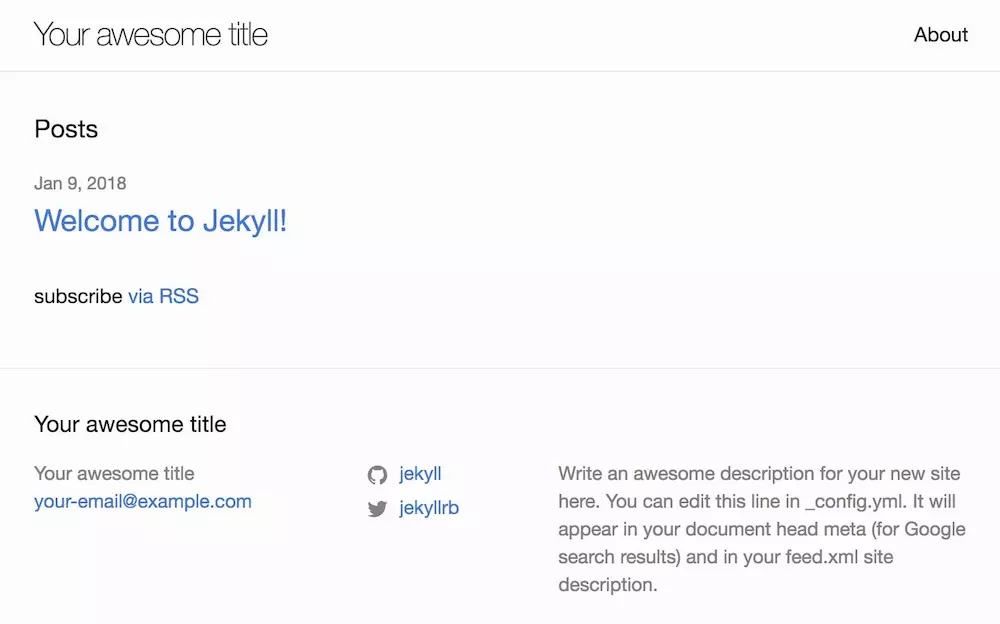 Your awesome title
About
Posts
Jan 9, 2018
Welcome to Jekyll!
subscribe via RSS
Your awesome title
Your awesome title
your-email@example.com
jekyll
jekyllrb
Write an awesome description for your new site
here. You can edit this line in _config.yml. It will
appear in your document head meta (for Google
search results) and in your feed.xml site
description.